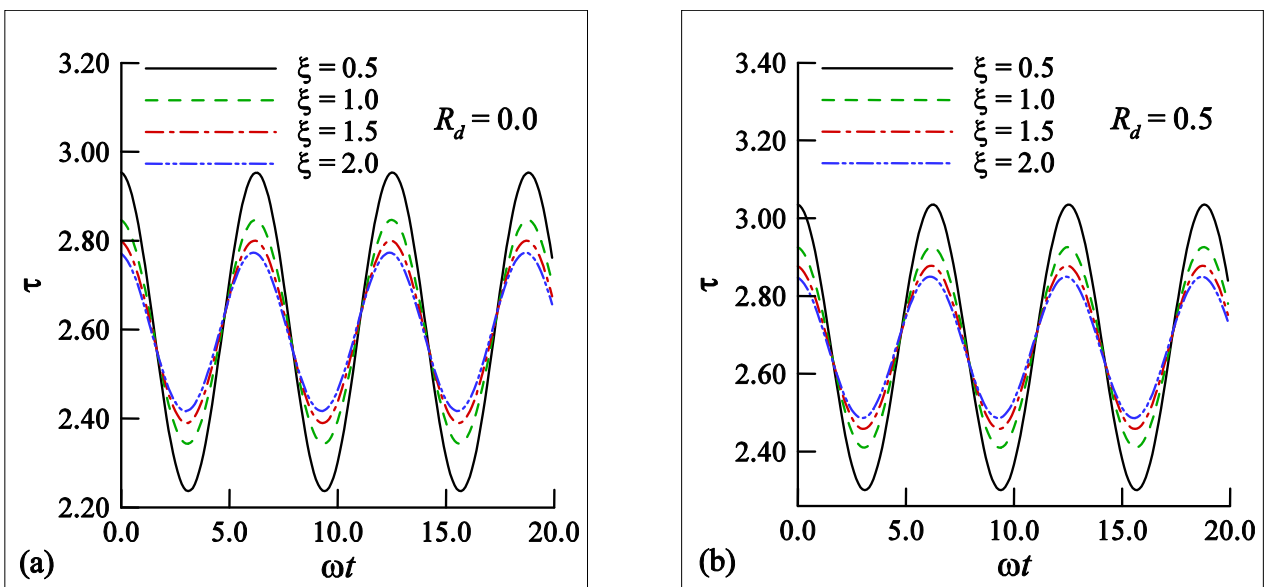 3.20
3.00
2.80
2.60
2.40
2.20
τ
ξ = 0.5
ξ = 1.0
ξ = 1.5
ξ = 2.0
R_d = 0.0
0.0 5.0 10.0 15.0 20.0
(a)
ωt
3.40
3.20
3.00
2.80
2.60
2.40
τ
ξ = 0.5
ξ = 1.0
ξ = 1.5
ξ = 2.0
R_d = 0.5
0.0 5.0 10.0 15.0 20.0
(b)
ωt